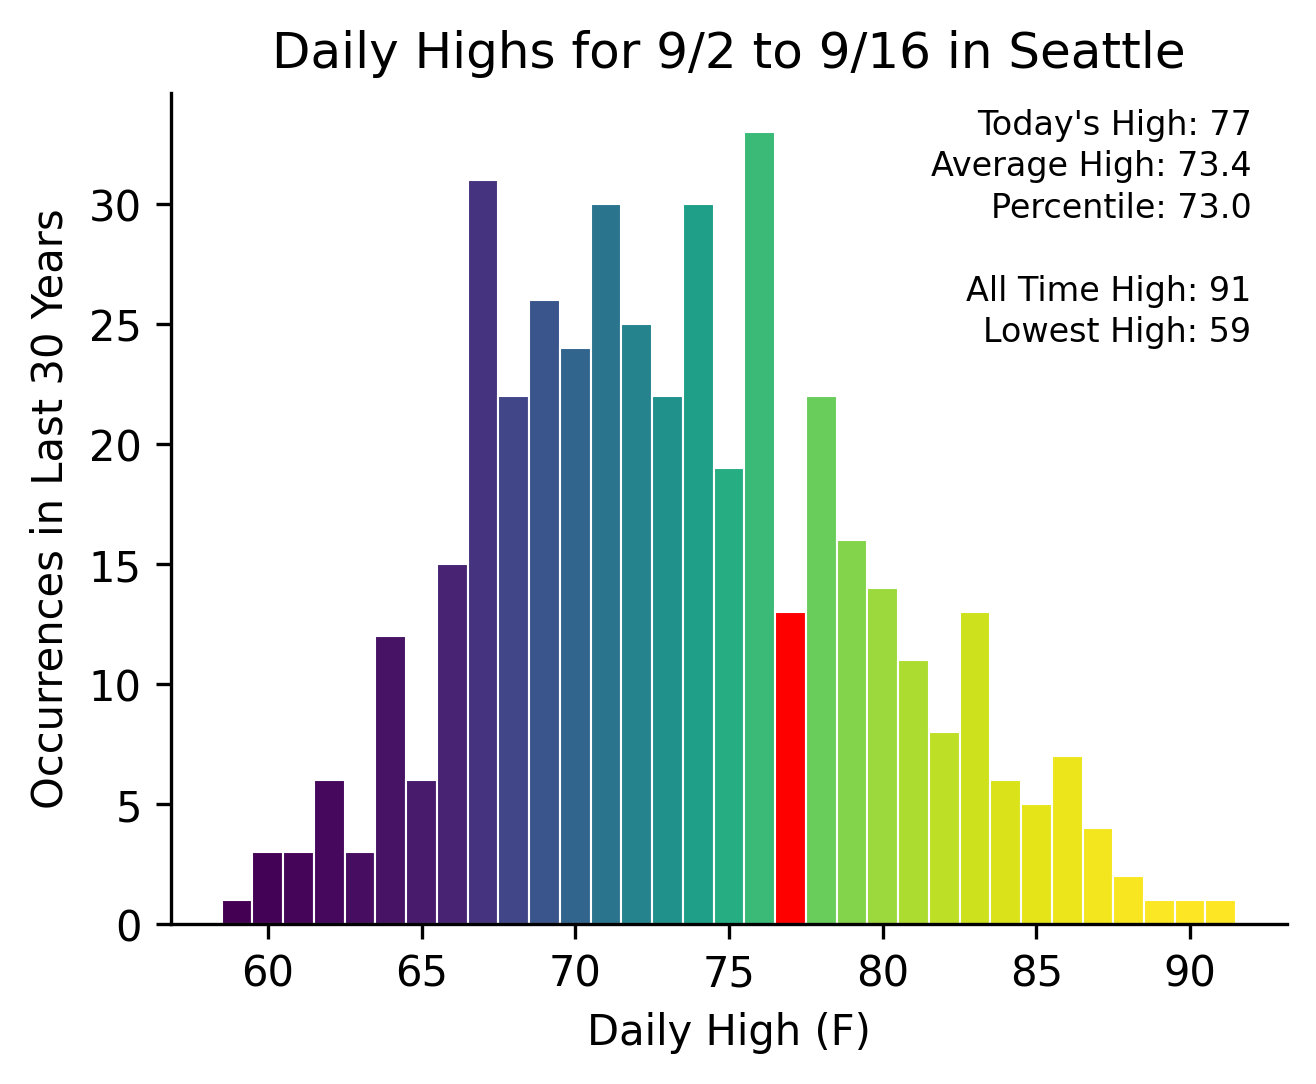 Daily Highs for 9/2 to 9/16 in Seattle
Today's High: 77
Average High: 73.4
Percentile: 73.0
All Time High: 91
Lowest High: 59
Occurrences in Last 30 Years
30
25
20
15
10
5
0
60 65 70 75 80 85 90
Daily High (F)